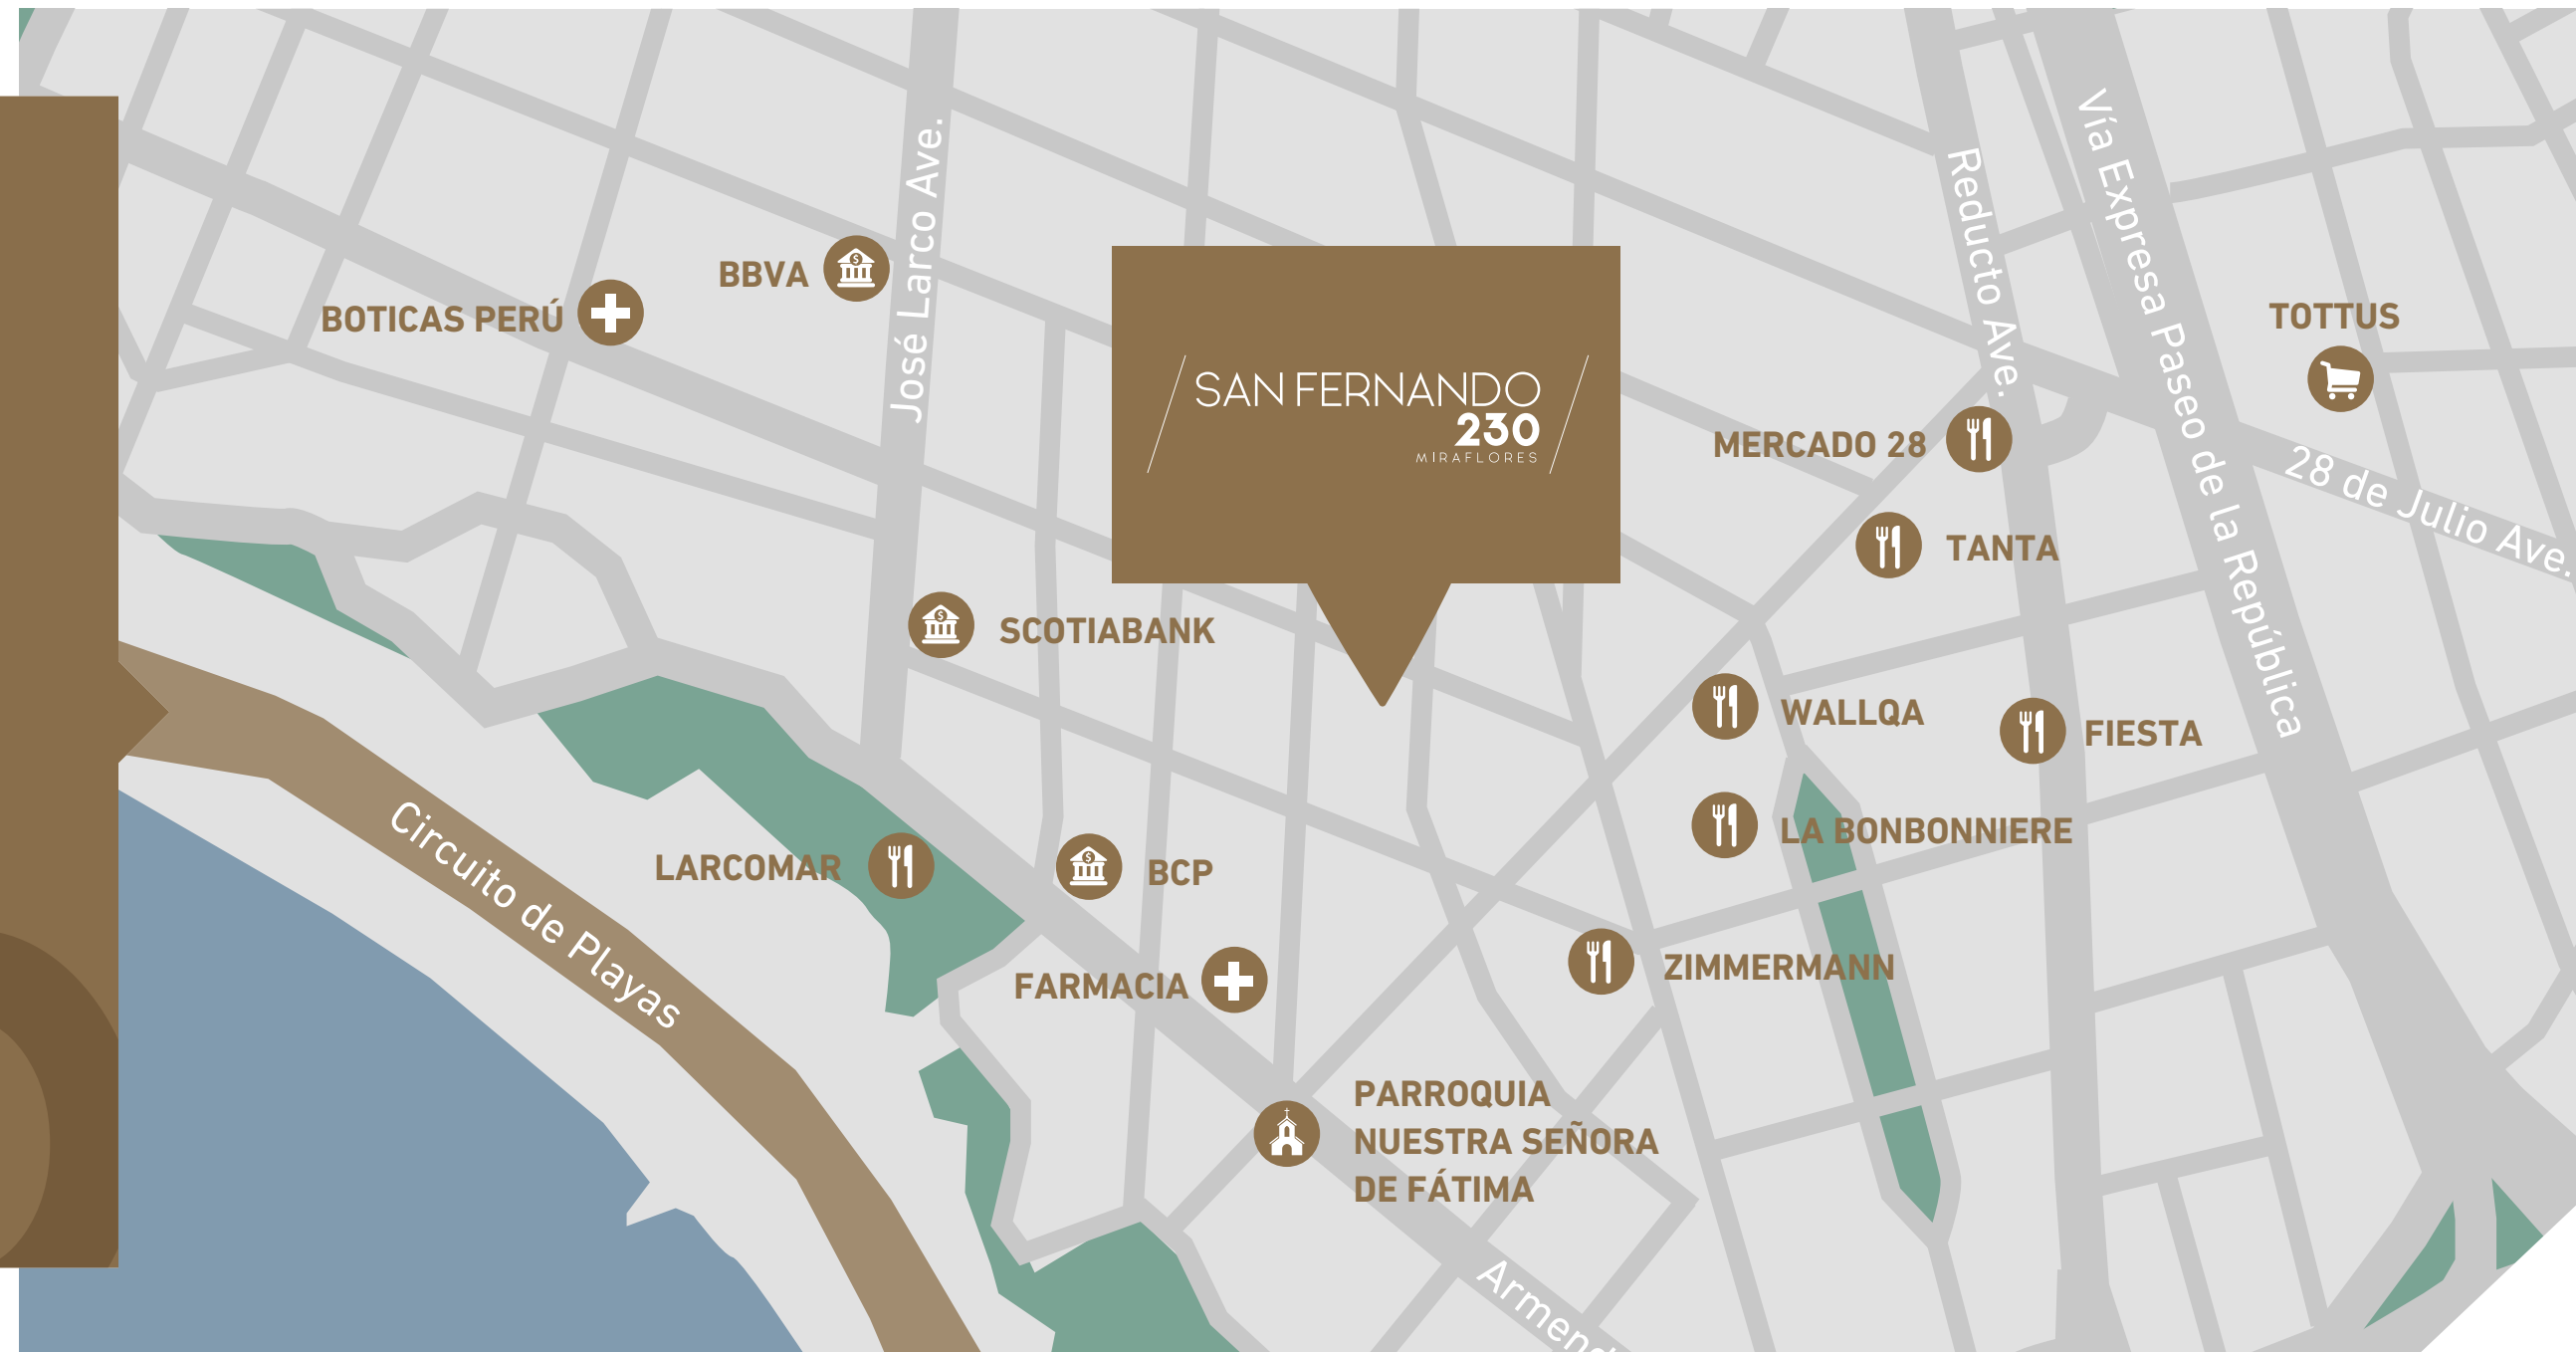 José Larco Ave.
Reducto Ave.
Vía Expresa Paseo de la República
BBVA
BOTICAS PERÚ
TOTTUS
SAN FERNANDO
230
MIRAFLORES
MERCADO 28
28 de Julio Ave.
TANTA
SCOTIABANK
WALLQA
FIESTA
LA BONBONNIERE
Circuito de Playas
LARCOMAR
BCP
ZIMMERMANN
FARMACIA
PARROQUIA
NUESTRA SEÑORA
DE FÁTIMA